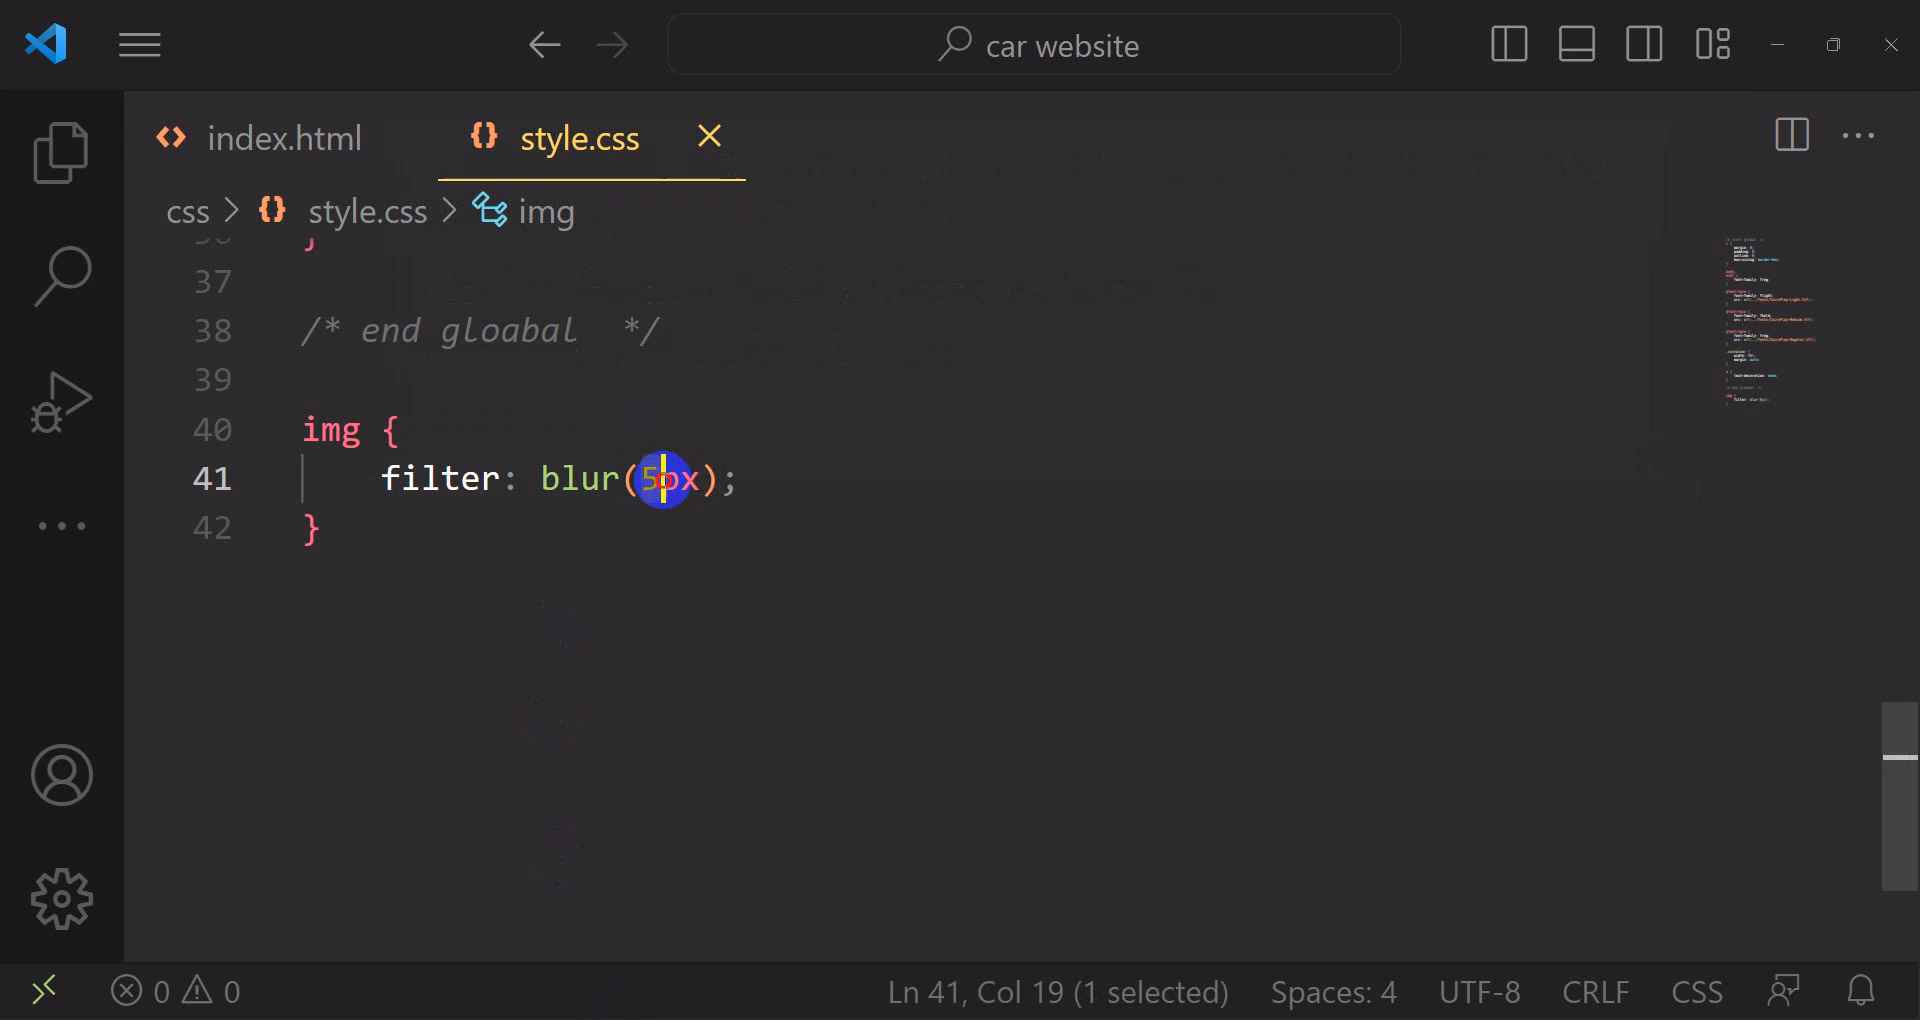 car website
index.html
style.css
css > style.css > img
37
38 /* end gloabal */
39
40 img {
41 filter: blur(5px);
42 }
0 0
Ln 41, Col 19 (1 selected)
Spaces: 4
UTF-8
CRLF
CSS